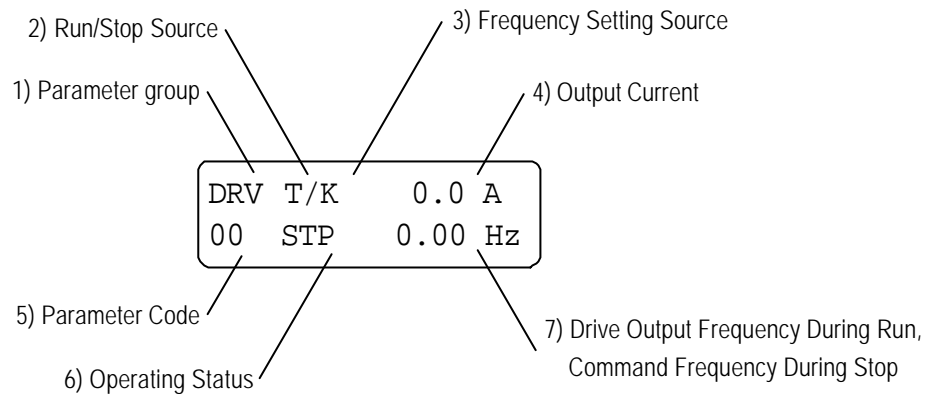 2) Run/Stop Source
3) Frequency Setting Source
1) Parameter group
4) Output Current
DRV T/K 0.0 A
00 STP 0.00 Hz
5) Parameter Code
7) Drive Output Frequency During Run,
Command Frequency During Stop
6) Operating Status